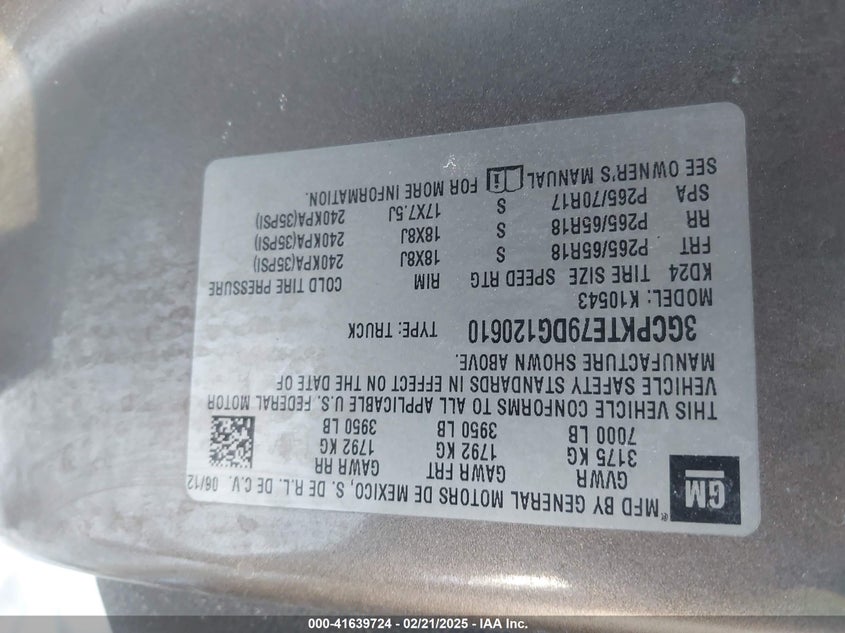 GM
® MFD BY GENERAL MOTORS DE MEXICO, S. DE R.L. DE C.V. 06/12
GVWR GAWR FRT GAWR RR
3175 KG 1792 KG 1792 KG
7000 LB 3950 LB 3950 LB
THIS VEHICLE CONFORMS TO ALL APPLICABLE U.S. FEDERAL MOTOR
VEHICLE SAFETY STANDARDS IN EFFECT ON THE DATE OF
MANUFACTURE SHOWN ABOVE.
3GCPKTE79DG120610 TYPE: TRUCK
MODEL: K10543
KD24 TIRE SIZE SPEED RTG RIM COLD TIRE PRESSURE
FRT P265/65R18 S 18X8J 240KPA(35PSI)
RR P265/65R18 S 18X8J 240KPA(35PSI)
SPA P265/70R17 S 17X7.5J 240KPA(35PSI)
SEE OWNER'S MANUAL FOR MORE INFORMATION.
000-41639724 - 02/21/2025 - IAA Inc.